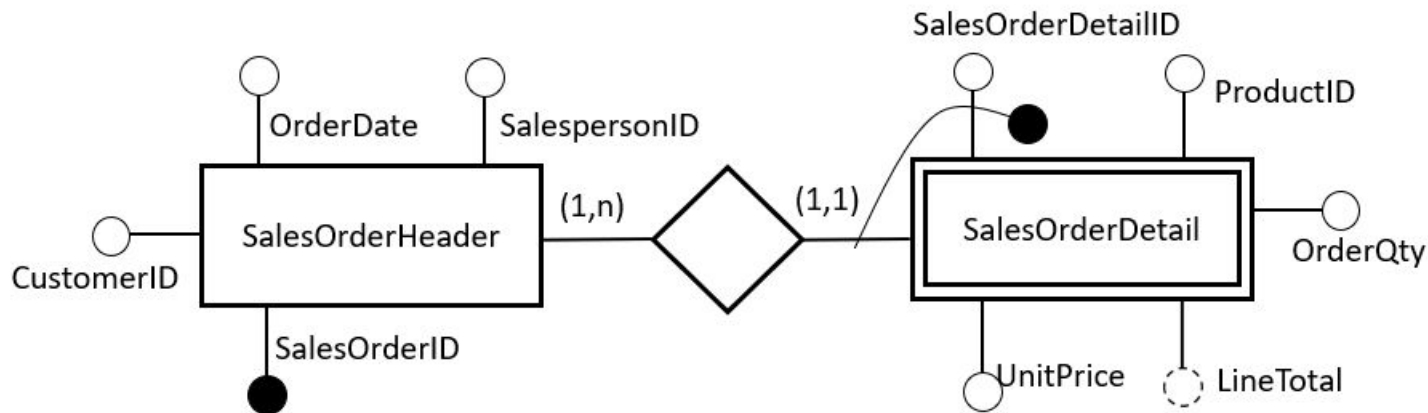 SalesOrderDetailID
ProductID
OrderDate
SalespersonID
(1,n)
(1,1)
SalesOrderHeader
SalesOrderDetail
CustomerID
OrderQty
SalesOrderID
UnitPrice
LineTotal